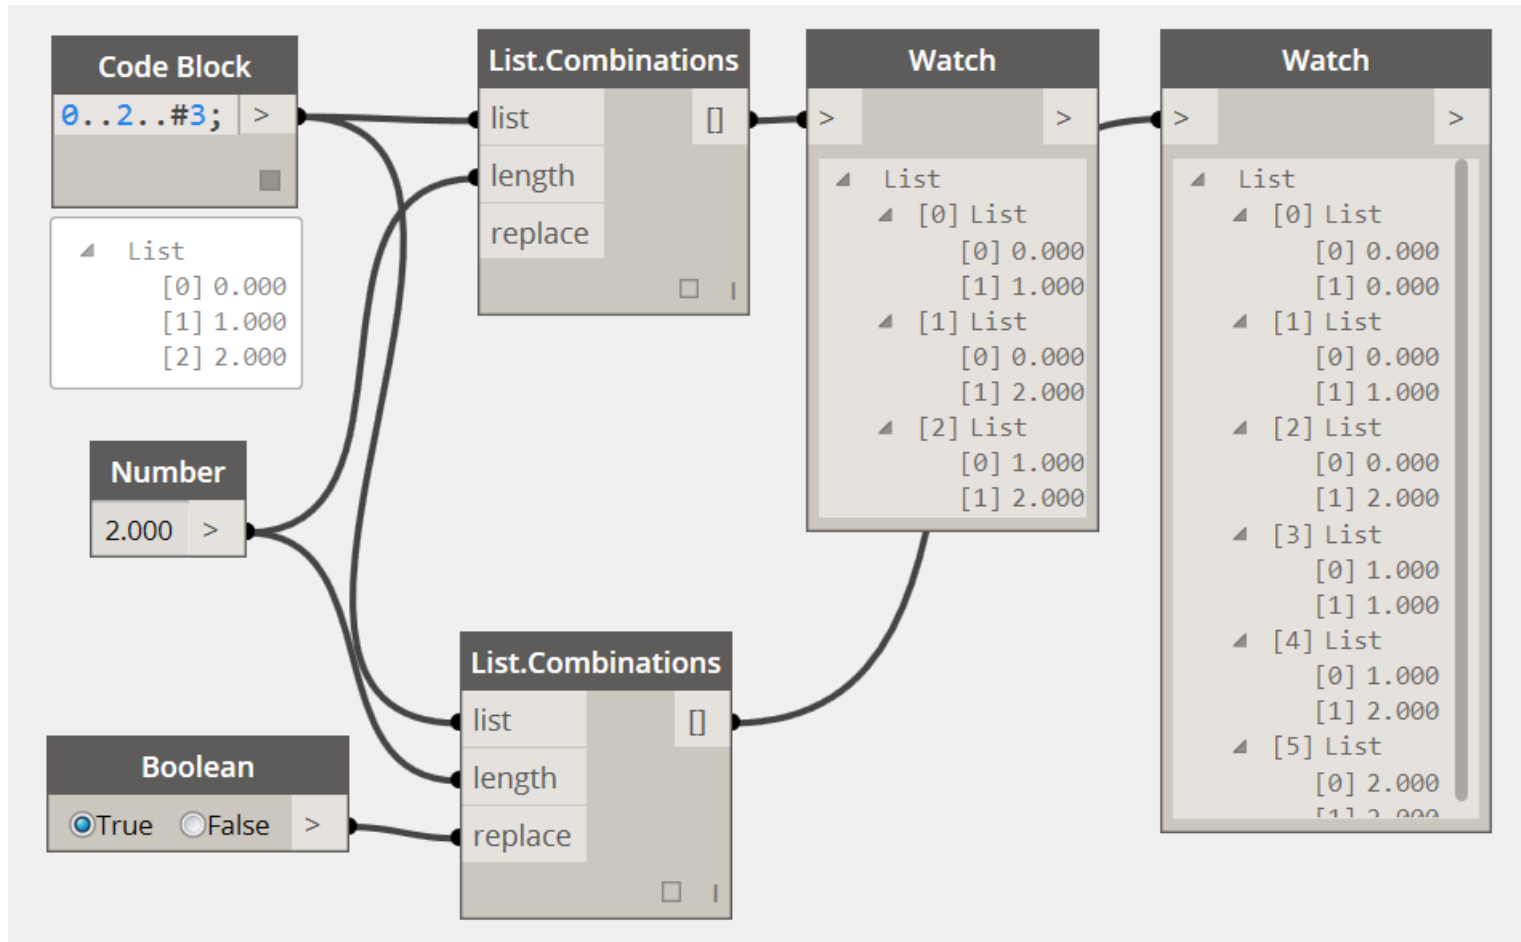 Code Block
0..2..#3; >
List
[0] 0.000
[1] 1.000
[2] 2.000
Number
2.000 >
Boolean
True False >
List.Combinations
list []
length
replace
List.Combinations
list []
length
replace
Watch
> >
List
[0] List
[0] 0.000
[1] 1.000
[1] List
[0] 0.000
[1] 2.000
[2] List
[0] 1.000
[1] 2.000
Watch
> >
List
[0] List
[0] 0.000
[1] 0.000
[1] List
[0] 0.000
[1] 1.000
[2] List
[0] 0.000
[1] 2.000
[3] List
[0] 1.000
[1] 1.000
[4] List
[0] 1.000
[1] 2.000
[5] List
[0] 2.000
[1] 2.000